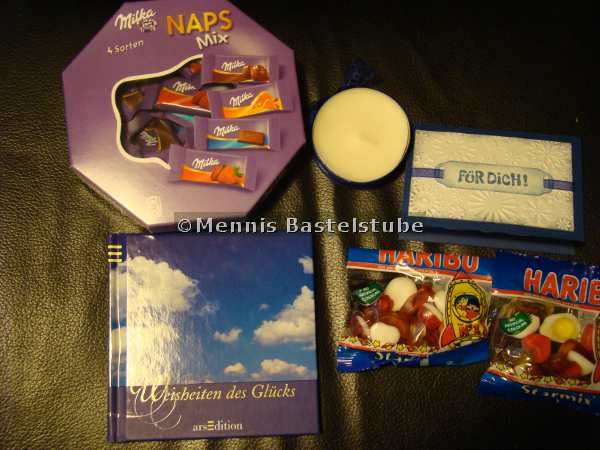 Milka
NAPS
Mix
4 Sorten
Milka
Milka
Milka
Milka
FÜR DICH!
©Mennis Bastelstube
HARIBO
HARIBO
Starmix
Starmix
Weisheiten des Glücks
arsEdition